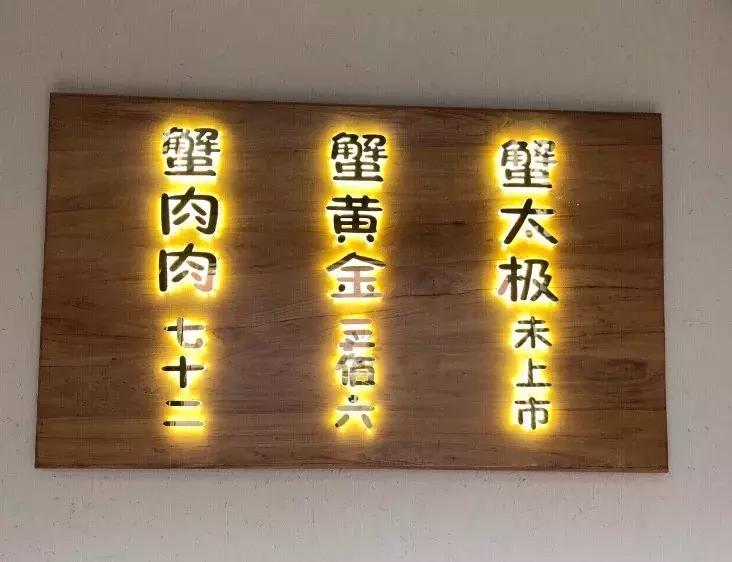 蟹肉肉 七十二
蟹黄金 三佰六
蟹太极 未上市